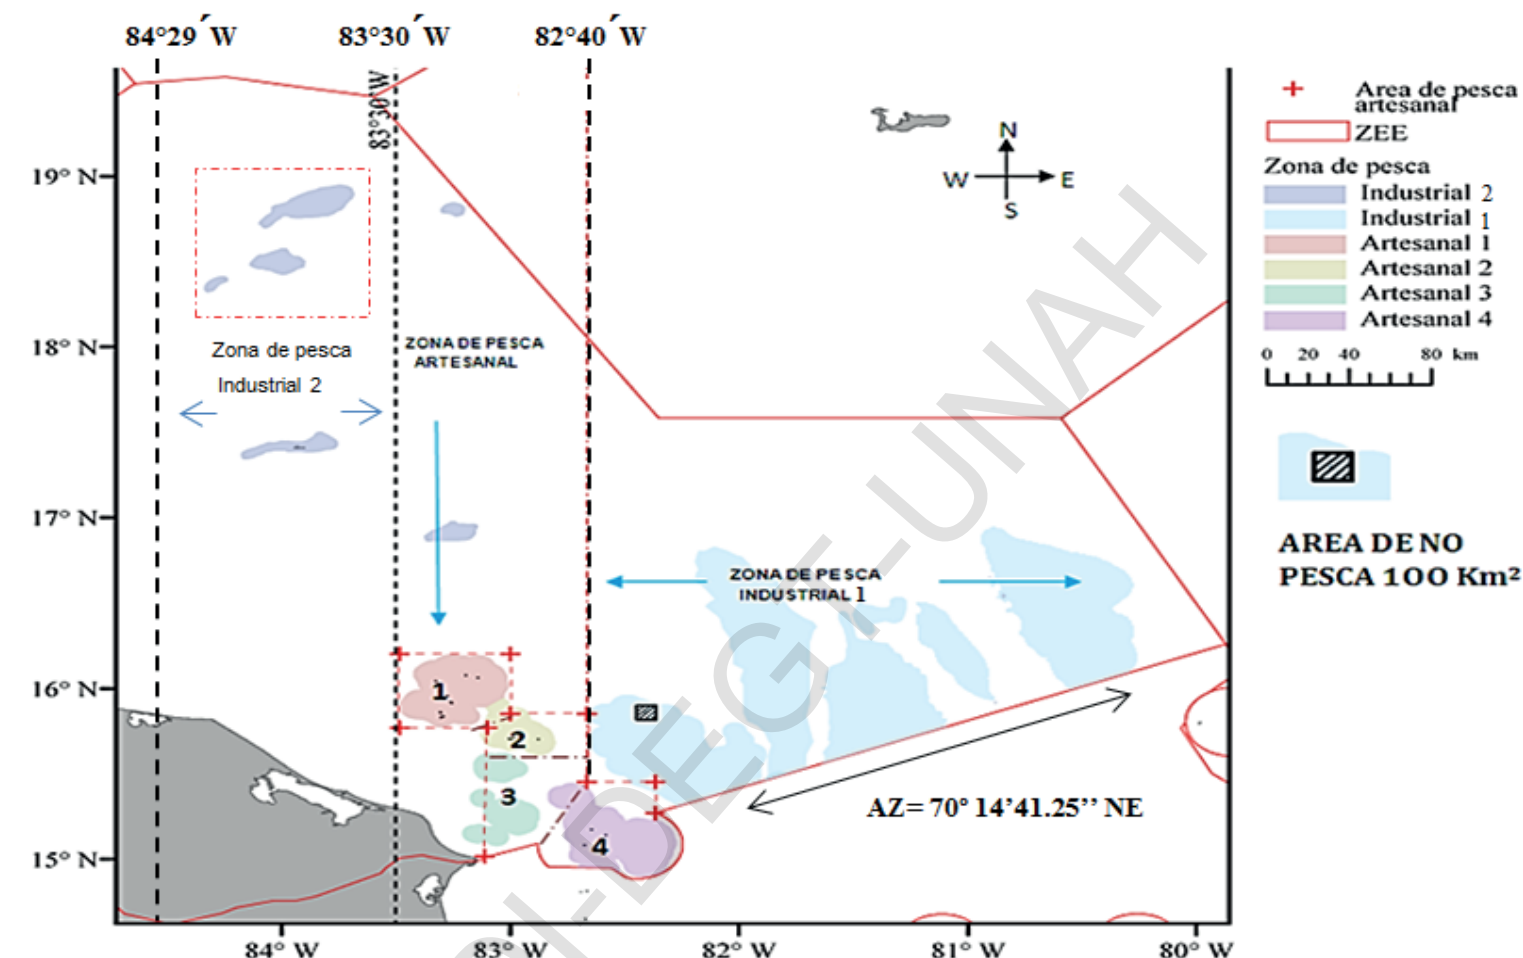 84°29´W
83°30´W
82°40´W
83°30'W
19° N
18° N
17° N
16° N
15° N
84° W
83° W
82° W
81° W
80° W
N
W
E
S
Zona de pesca
Industrial 2
ZONA DE PESCA
ARTESANAL
ZONA DE PESCA
INDUSTRIAL 1
1
2
3
4
AZ= 70° 14’41.25’’ NE
Area de pesca
artesanal
ZEE
Zona de pesca
Industrial 2
Industrial 1
Artesanal 1
Artesanal 2
Artesanal 3
Artesanal 4
0 20 40 80 km
AREA DE NO
PESCA 100 Km²
I-DEGT-UNAH